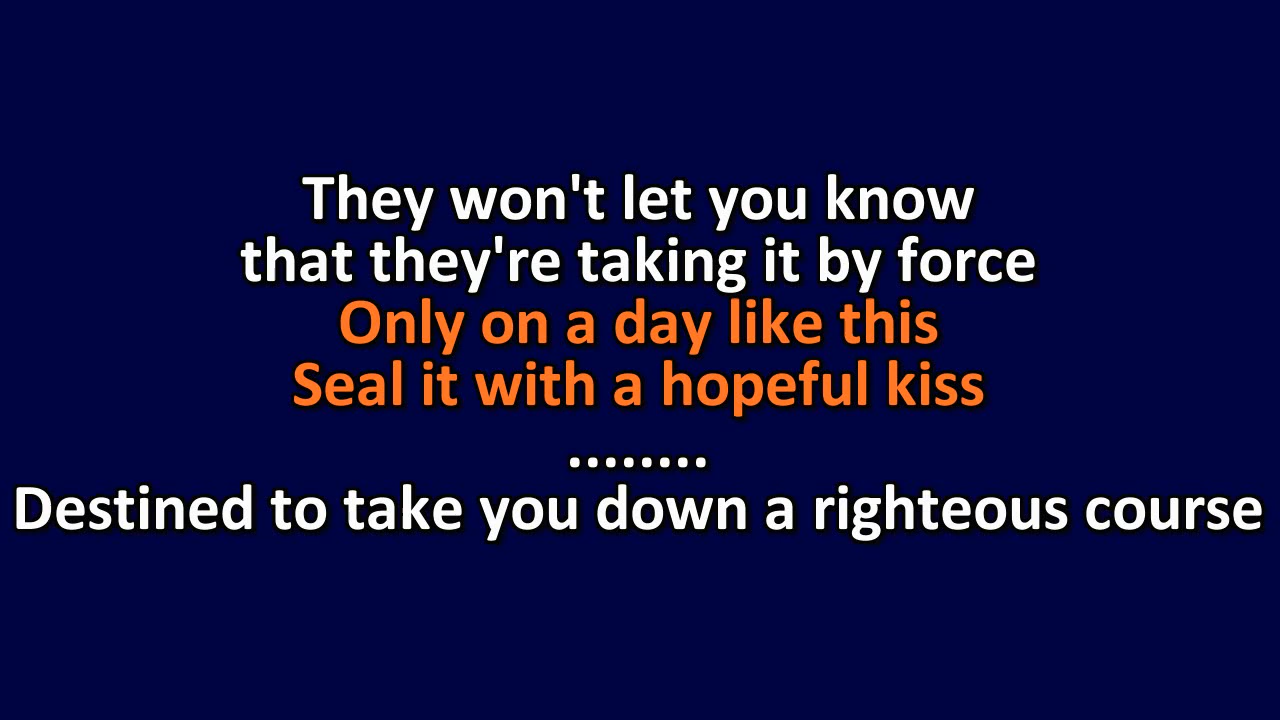 They won't let you know
that they're taking it by force
Only on a day like this
Seal it with a hopeful kiss
........
Destined to take you down a righteous course